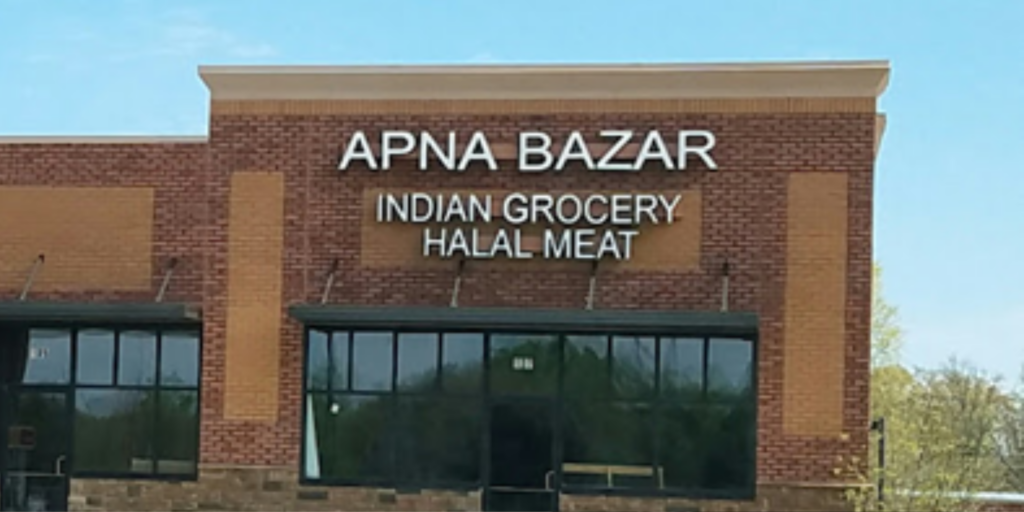 APNA BAZAR
INDIAN GROCERY
HALAL MEAT